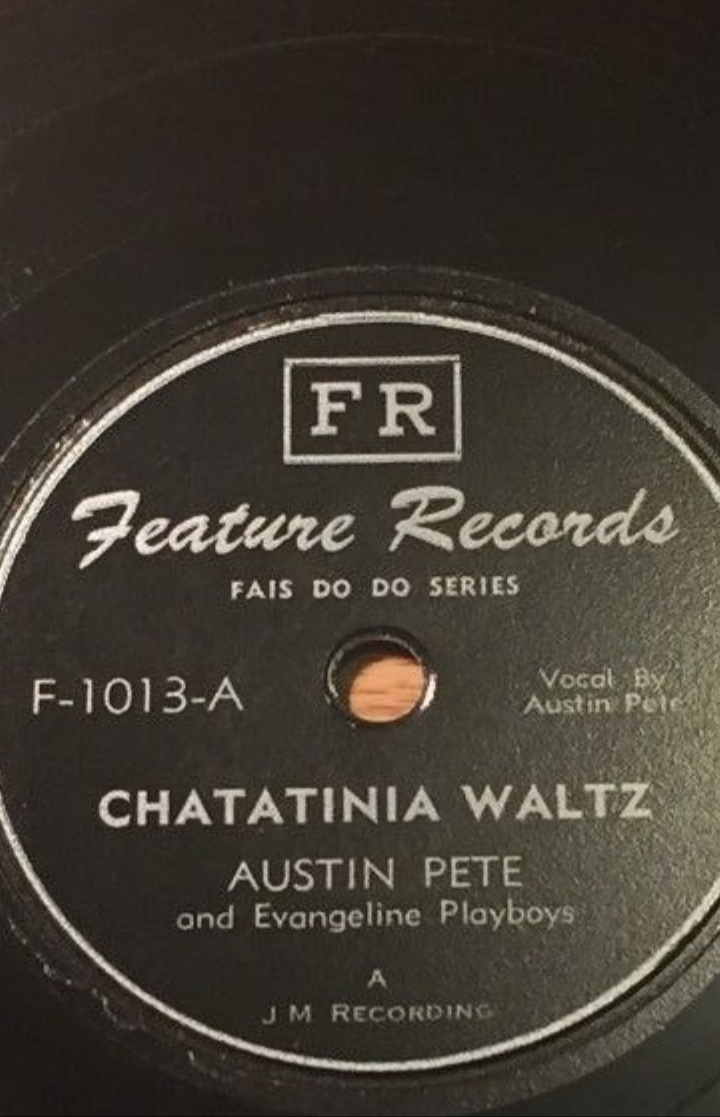 FR
Feature Records
FAIS DO DO SERIES
F-1013-A
Vocal By
Austin Pete
CHATATINIA WALTZ
AUSTIN PETE
and Evangeline Playboys
A
J M RECORDING